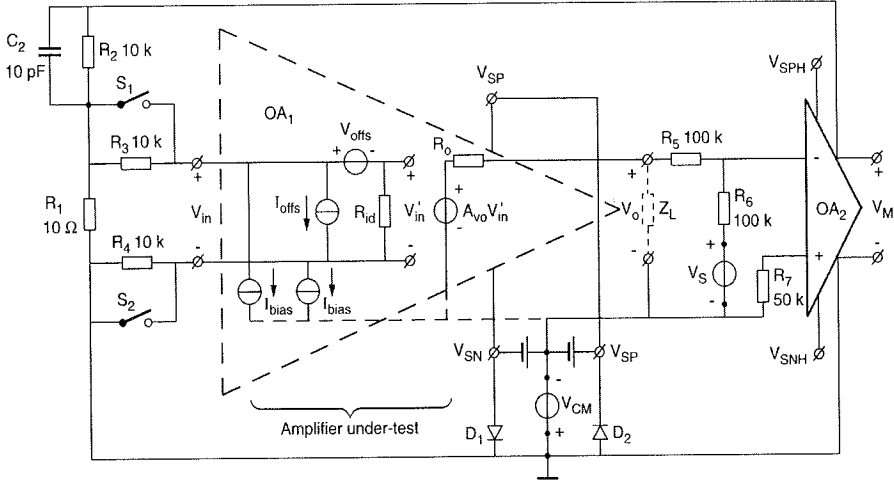 C2
10 pF
R2 10 k
S1
R3 10 k
R1
10 Ω
R4 10 k
S2
+
Vin
-
OA1
+ Voffs -
Ioffs
Rid
+
V'in
-
Ibias
Ibias
Ro
+
AvoV'in
-
VSP
+
Vo
-
ZL
R5 100 k
R6
100 k
+
VS
-
R7
50 k
VSPH
-
OA2
+
VSNH
+
VM
-
VSN
VSP
-
VCM
+
D1
D2
Amplifier under-test